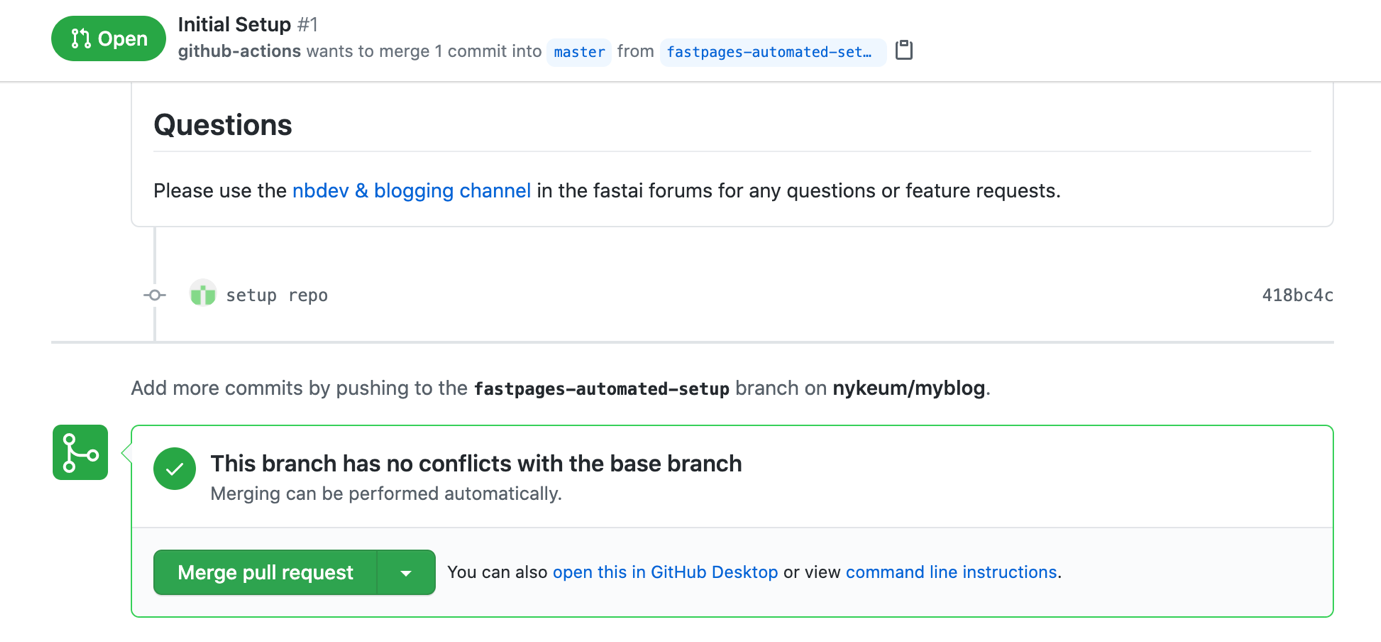 Open
Initial Setup #1
github-actions wants to merge 1 commit into master from fastpages-automated-set…
Questions
Please use the nbdev & blogging channel in the fastai forums for any questions or feature requests.
setup repo 418bc4c
Add more commits by pushing to the fastpages-automated-setup branch on nykeum/myblog.
This branch has no conflicts with the base branch
Merging can be performed automatically.
Merge pull request You can also open this in GitHub Desktop or view command line instructions.